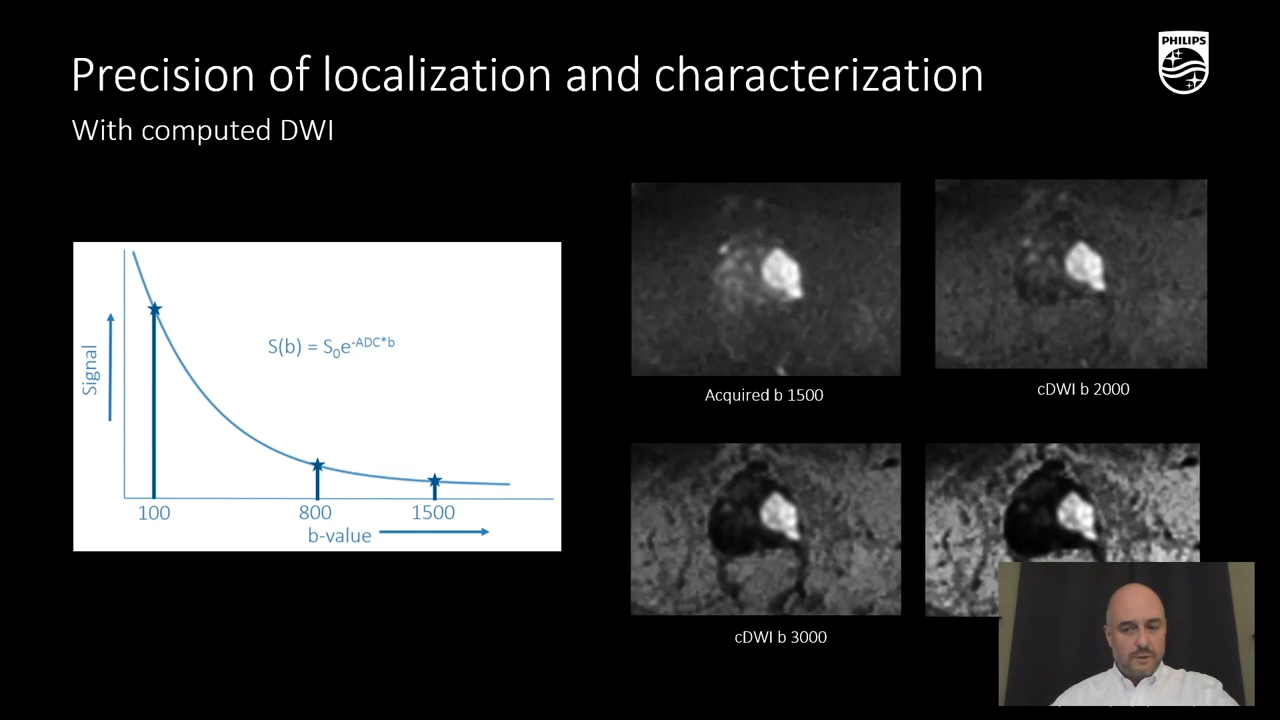 PHILIPS
Precision of localization and characterization
With computed DWI
Signal
S(b) = S₀e⁻ᴬᴰᶜ*ᵇ
100
800
1500
b-value
Acquired b 1500
cDWI b 2000
cDWI b 3000